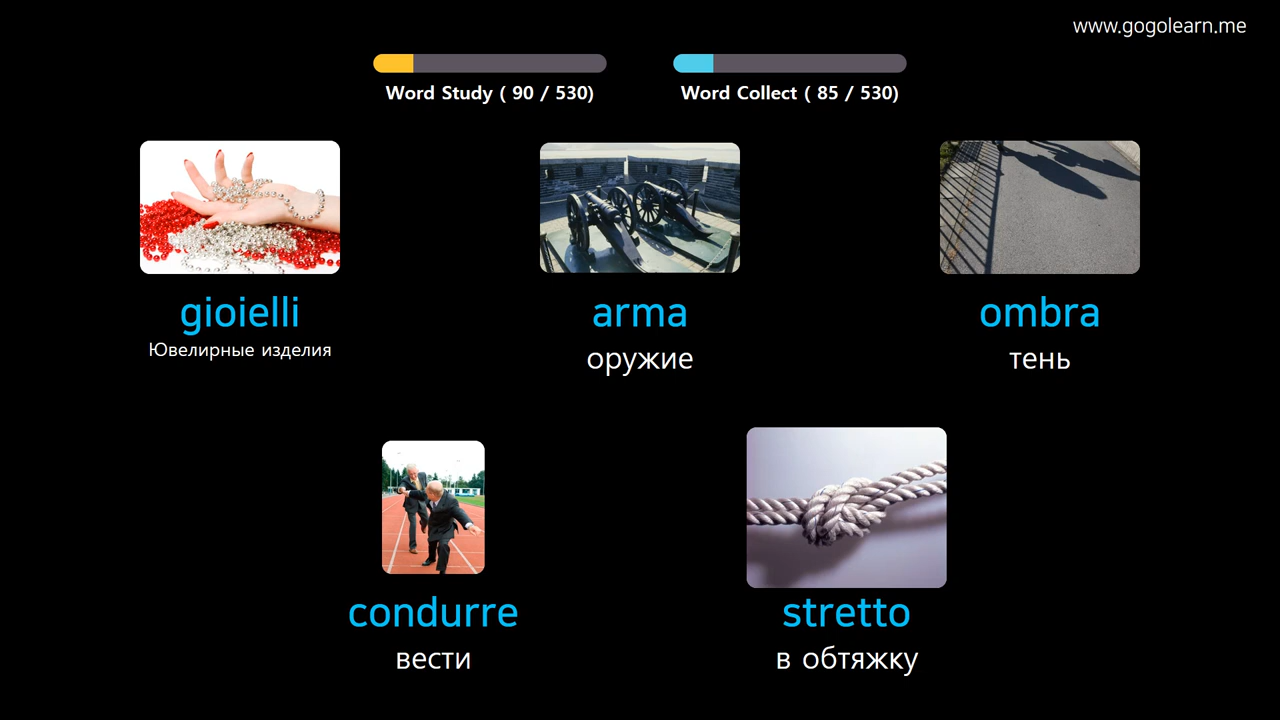 www.gogolearn.me
Word Study ( 90 / 530)
Word Collect ( 85 / 530)
gioielli
Ювелирные изделия
arma
оружие
ombra
тень
condurre
вести
stretto
в обтяжку